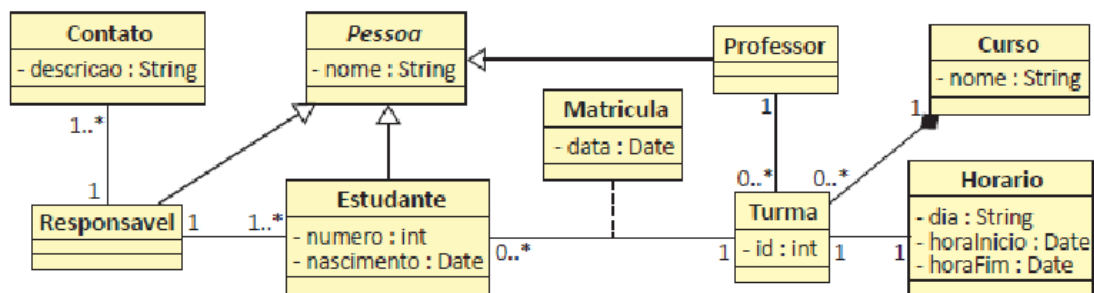 Contato
- descricao : String
1..*
1
Responsavel
1
1..*
Pessoa
- nome : String
Estudante
- numero : int
- nascimento : Date
0..*
1
Matricula
- data : Date
Professor
1
0..*
Turma
- id : int
1
1
Curso
- nome : String
1
0..*
Horario
- dia : String
- horaInicio : Date
- horaFim : Date